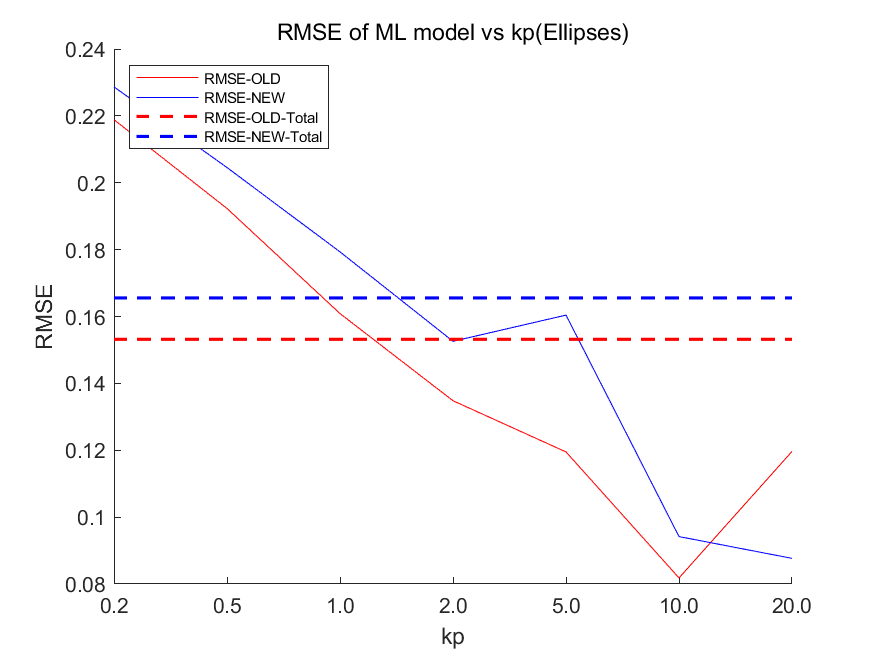 RMSE of ML model vs kp(Ellipses)
0.24
0.22
0.2
0.18
0.16
0.14
0.12
0.1
0.08
RMSE
RMSE-OLD
RMSE-NEW
RMSE-OLD-Total
RMSE-NEW-Total
0.2 0.5 1.0 2.0 5.0 10.0 20.0
kp